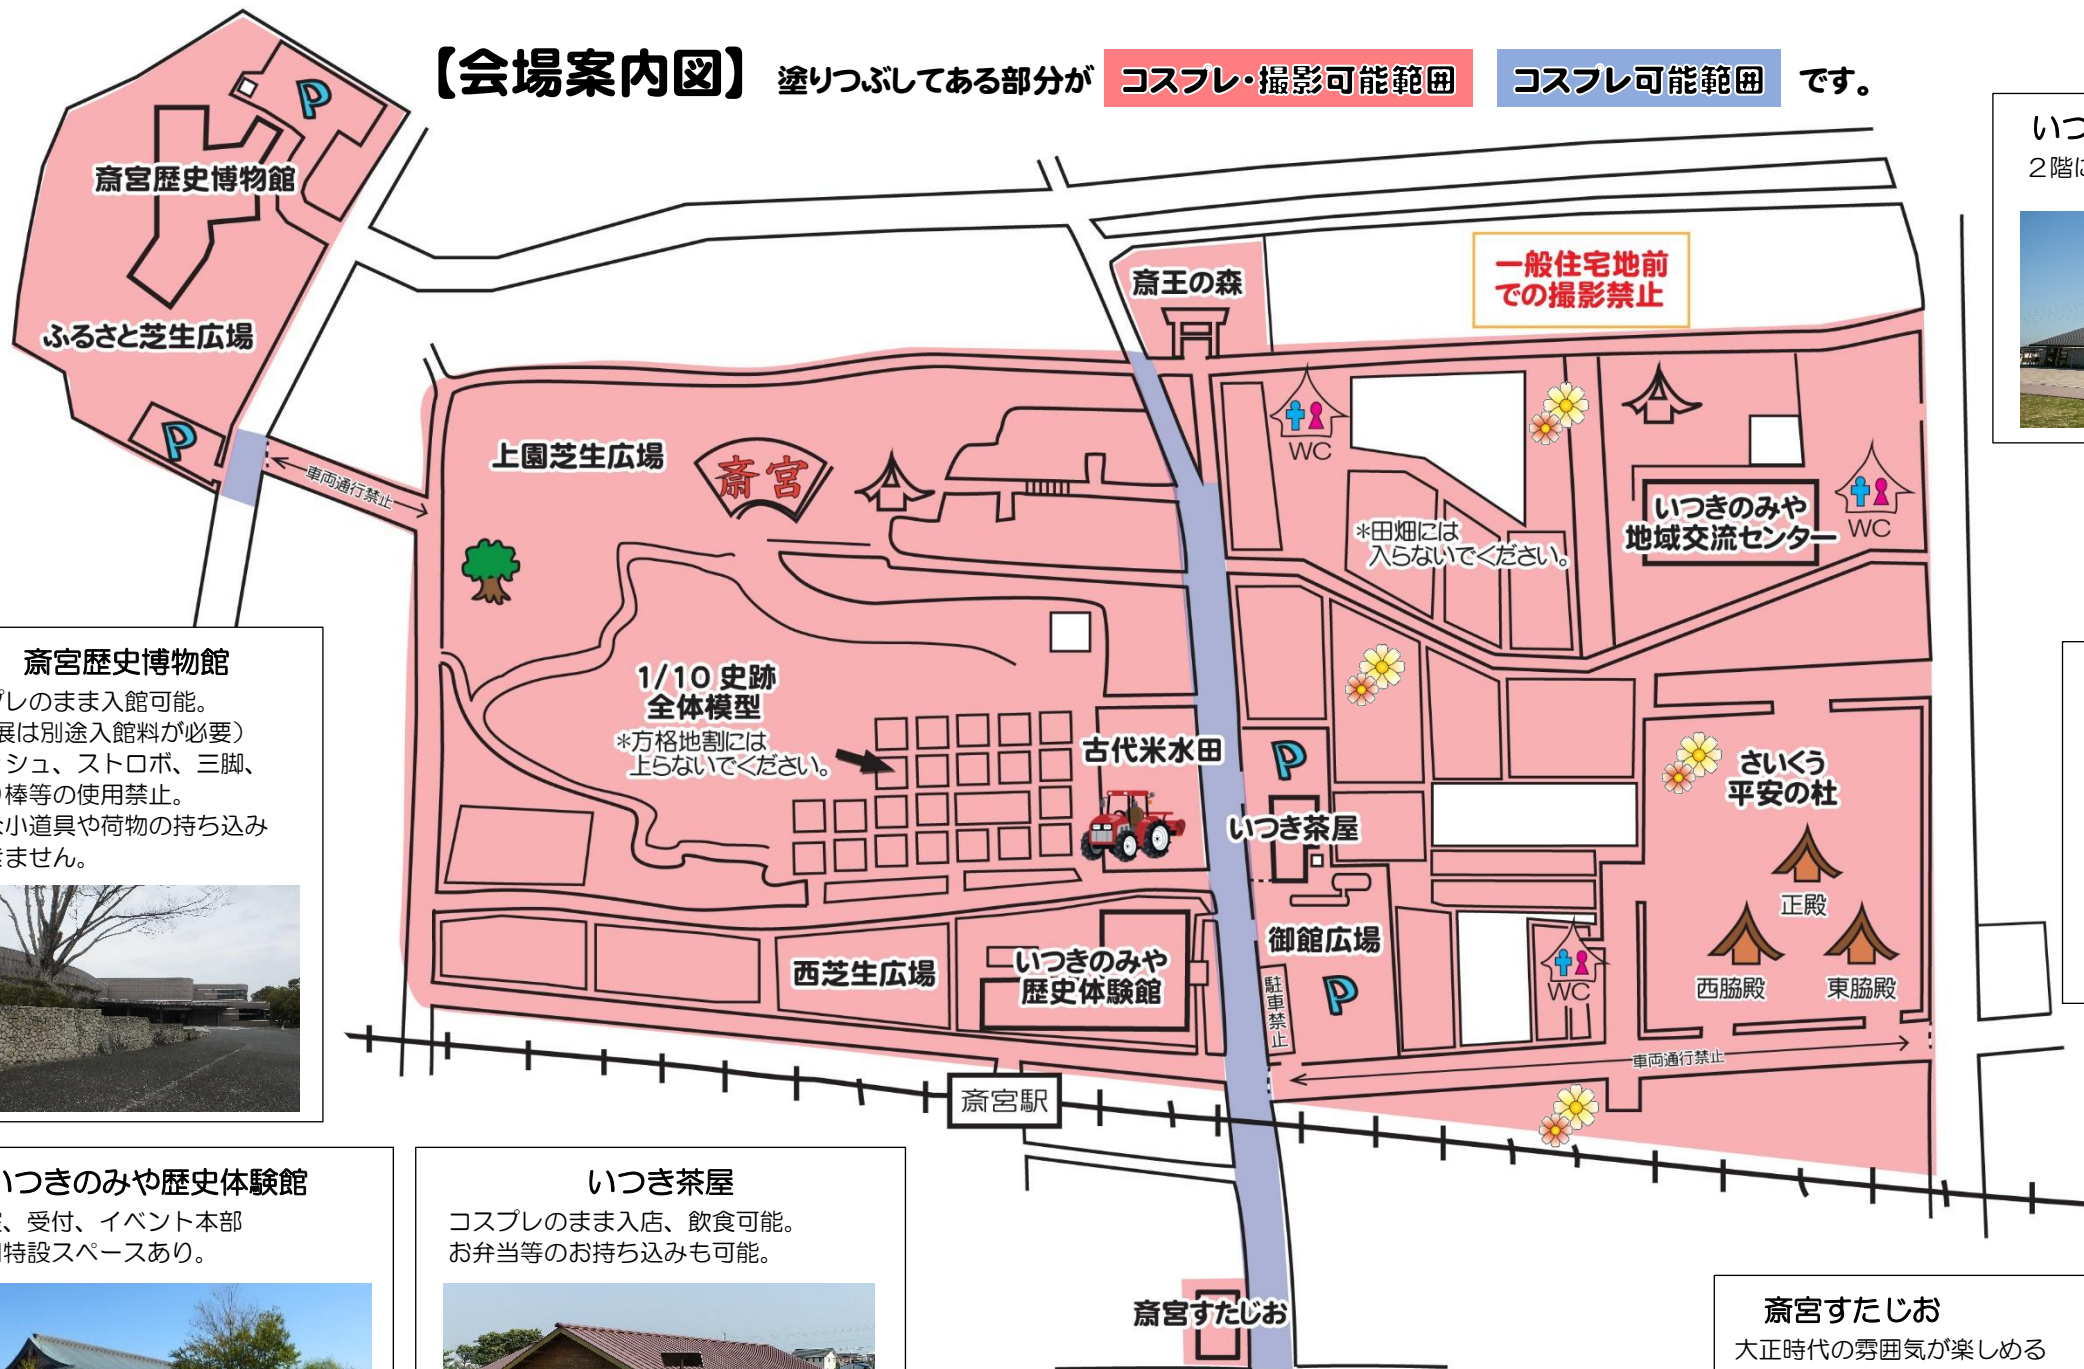 【会場案内図】 塗りつぶしてある部分が コスプレ・撮影可能範囲 コスプレ可能範囲 です。
P
斎宮歴史博物館
ふるさと芝生広場
P
車両通行禁止
斎王の森
一般住宅地前
での撮影禁止
いつ
2階に
上園芝生広場
斎宮
WC
*田畑には
入らないでください。
いつきのみや
地域交流センター
WC
1/10 史跡
全体模型
*方格地割には
上らないでください。
古代米水田
P
いつき茶屋
さいくう
平安の杜
正殿
西脇殿
東脇殿
御館広場
P
駐車禁止
WC
車両通行禁止
西芝生広場
いつきのみや
歴史体験館
斎宮駅
斎宮すたじお
斎宮歴史博物館
プレのまま入館可能。
展は別途入館料が必要）
ッシュ、ストロボ、三脚、
り棒等の使用禁止。
な小道具や荷物の持ち込み
きません。
いつきのみや歴史体験館
、受付、イベント本部
特設スペースあり。
いつき茶屋
コスプレのまま入店、飲食可能。
お弁当等のお持ち込みも可能。
斎宮すたじお
大正時代の雰囲気が楽しめる